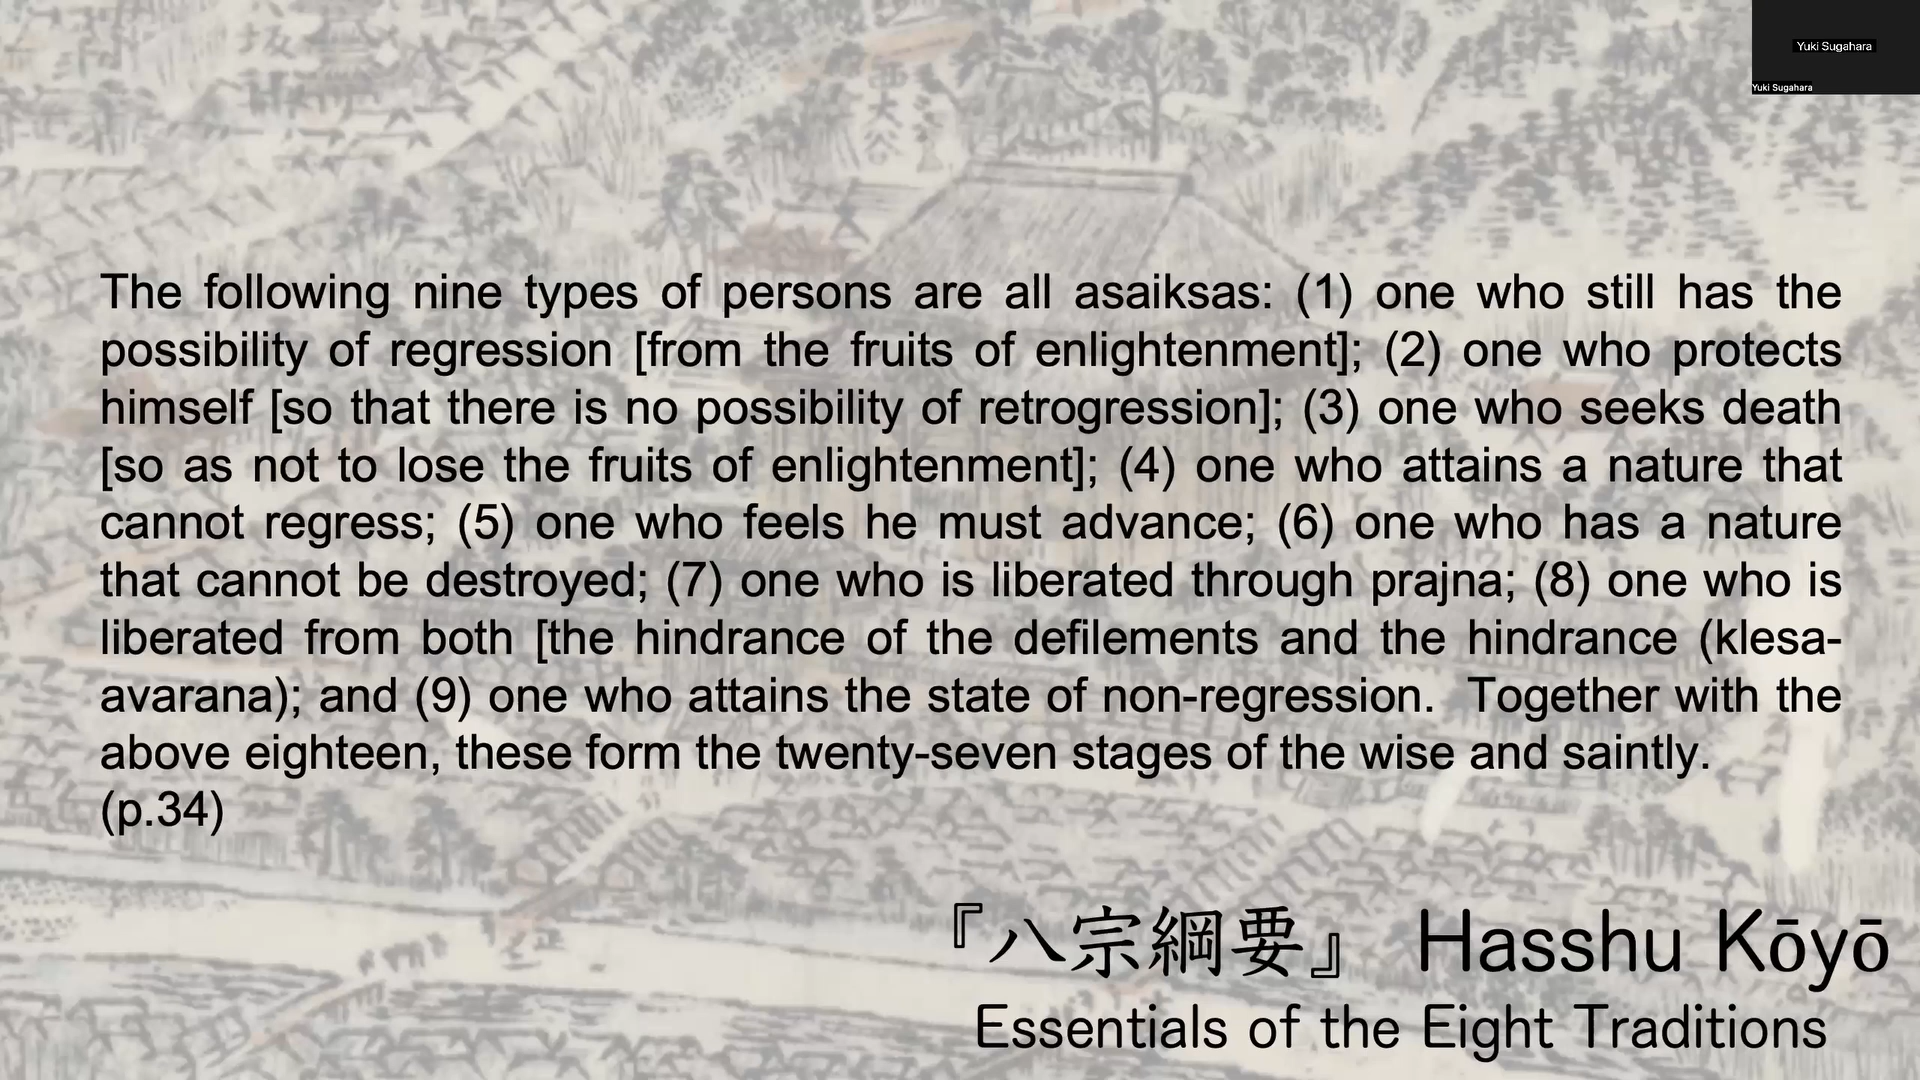 Yuki Sugahara
Yuki Sugahara
The following nine types of persons are all asaiksas: (1) one who still has the
possibility of regression [from the fruits of enlightenment]; (2) one who protects
himself [so that there is no possibility of retrogression]; (3) one who seeks death
[so as not to lose the fruits of enlightenment]; (4) one who attains a nature that
cannot regress; (5) one who feels he must advance; (6) one who has a nature
that cannot be destroyed; (7) one who is liberated through prajna; (8) one who is
liberated from both [the hindrance of the defilements and the hindrance (klesa-
avarana); and (9) one who attains the state of non-regression.  Together with the
above eighteen, these form the twenty-seven stages of the wise and saintly.
(p.34)
『八宗綱要』 Hasshu Kōyō
Essentials of the Eight Traditions